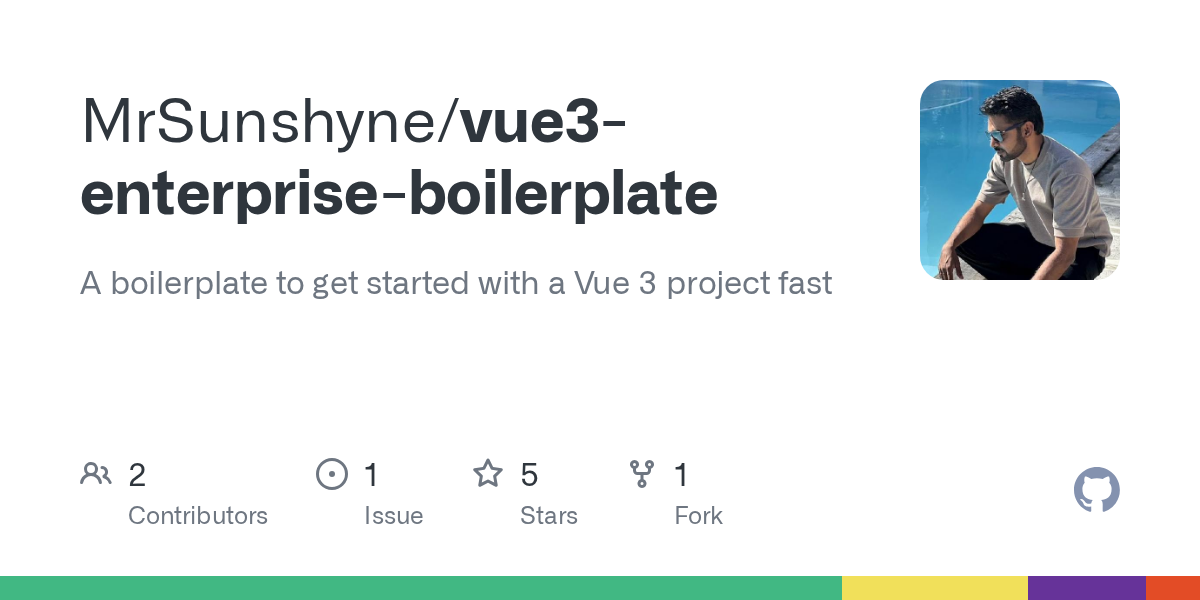 MrSunshyne/vue3-
enterprise-boilerplate
A boilerplate to get started with a Vue 3 project fast
2 1 5 1
Contributors Issue Stars Fork